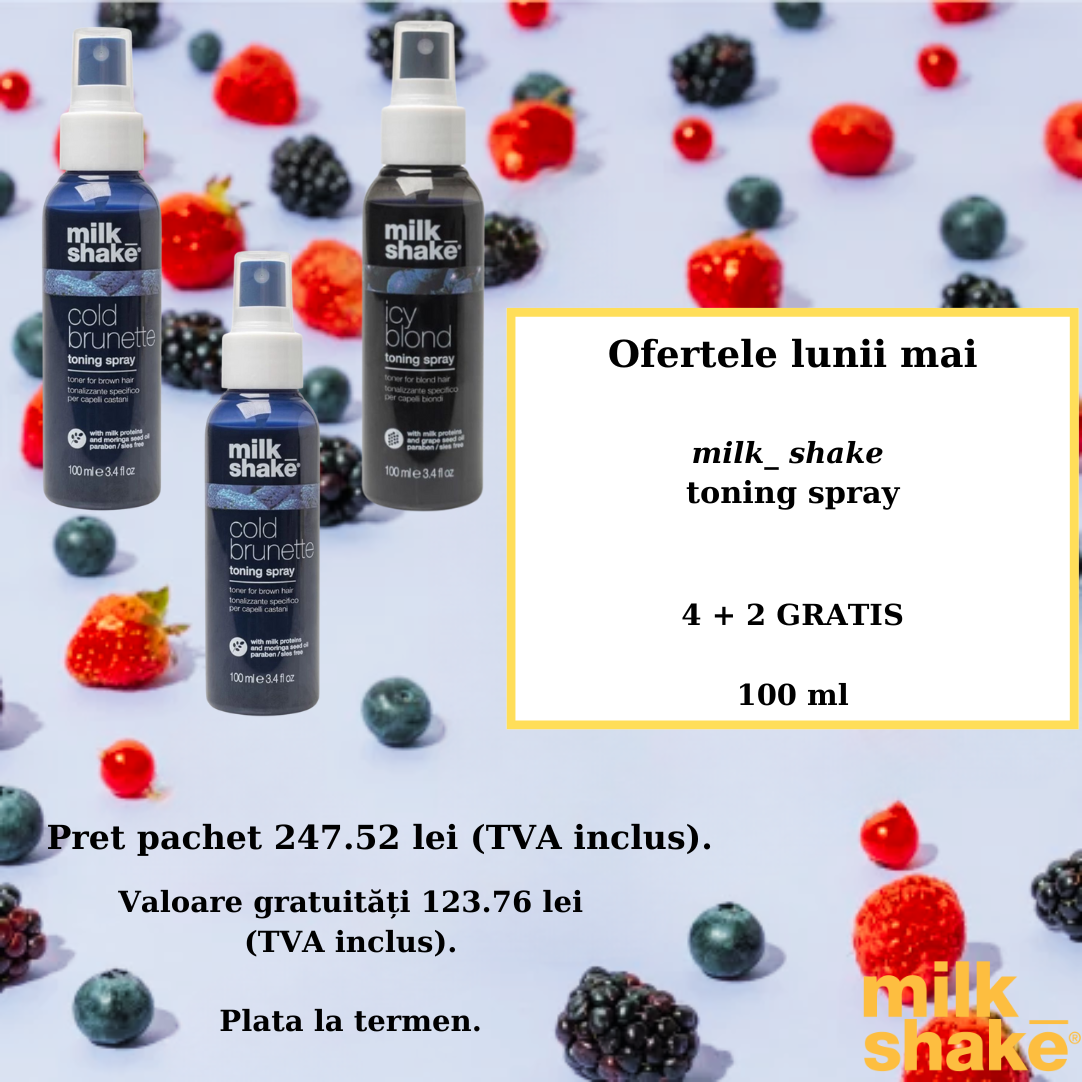 milk_
shake®
cold
brunette
toning spray
toner for brown hair
tonalizzante specifico
per capelli castani
with milk proteins
and moringa seed oil
paraben / sles free
100 ml e 3.4 fl oz
milk_
shake®
icy
blond
toning spray
toner for blond hair
tonalizzante specifico
per capelli biondi
with milk proteins
and grape seed oil
paraben / sles free
100 ml e 3.4 fl oz
milk_
shake®
cold
brunette
toning spray
toner for brown hair
tonalizzante specifico
per capelli castani
with milk proteins
and moringa seed oil
paraben / sles free
100 ml e 3.4 fl oz
Ofertele lunii mai
milk_ shake
toning spray
4 + 2 GRATIS
100 ml
Pret pachet 247.52 lei (TVA inclus).
Valoare gratuități 123.76 lei
(TVA inclus).
Plata la termen.
milk_
shake®